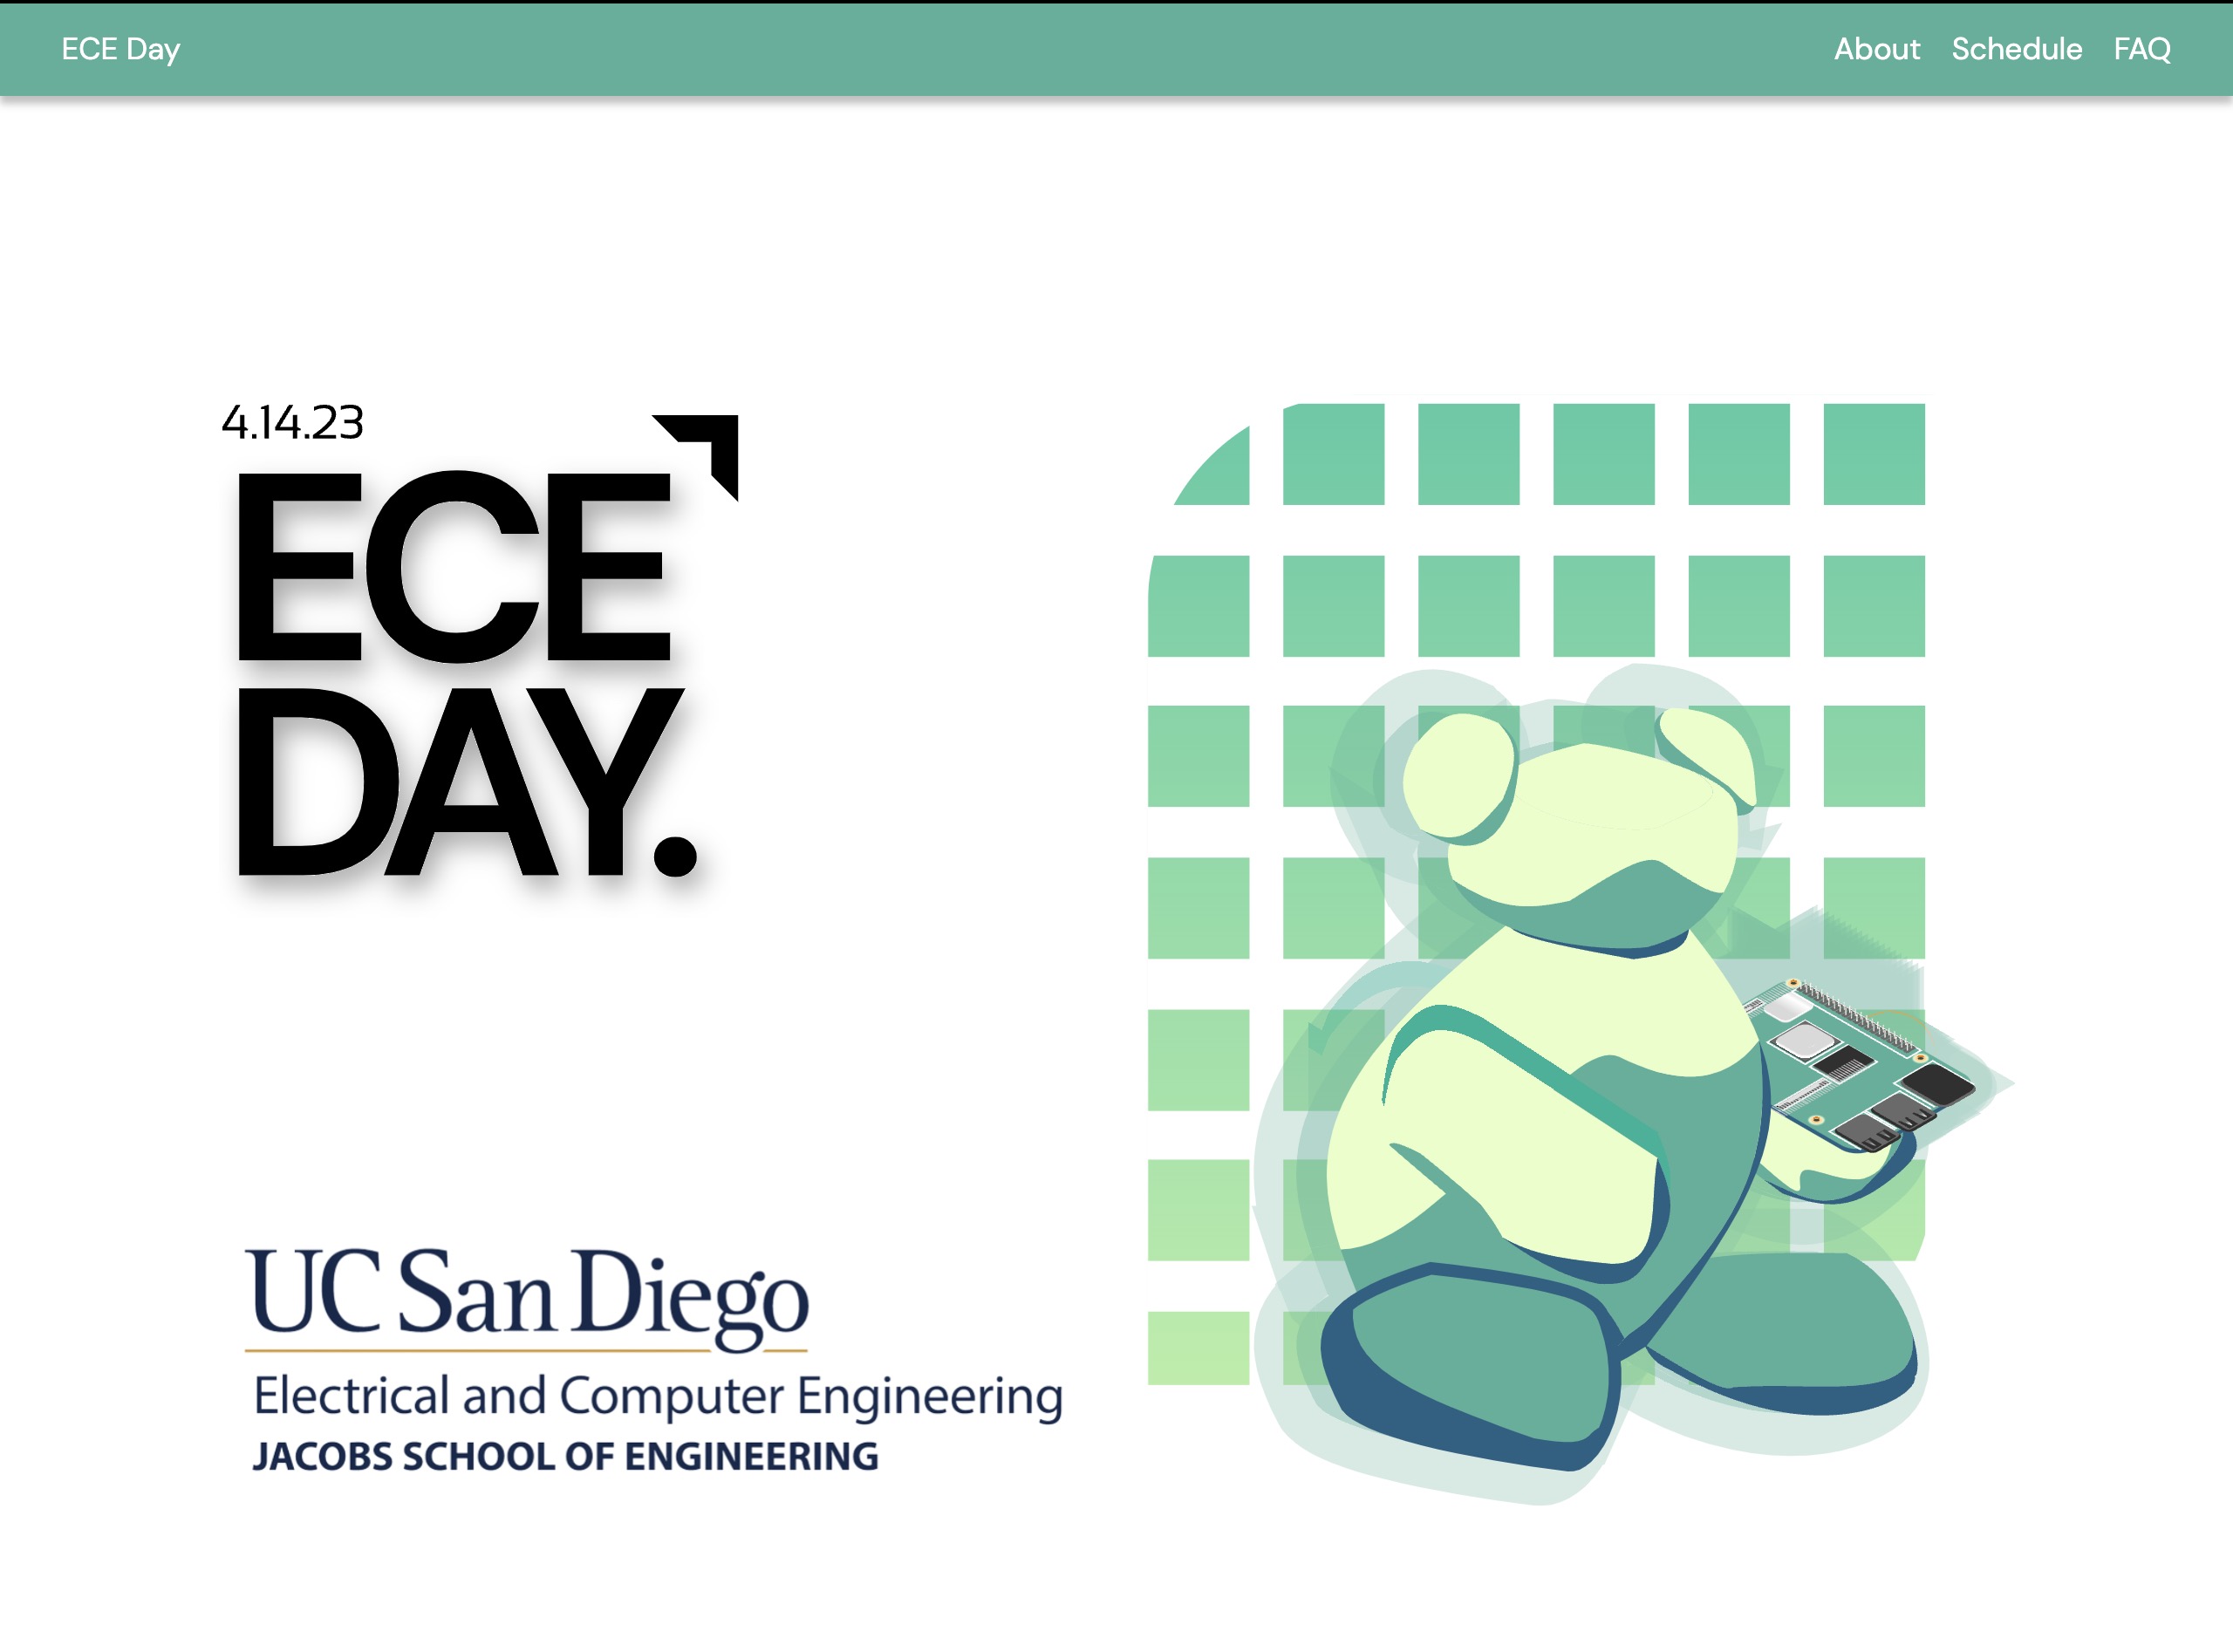 ECE Day
About Schedule FAQ
4.14.23
ECE
DAY.
UC San Diego
Electrical and Computer Engineering
JACOBS SCHOOL OF ENGINEERING